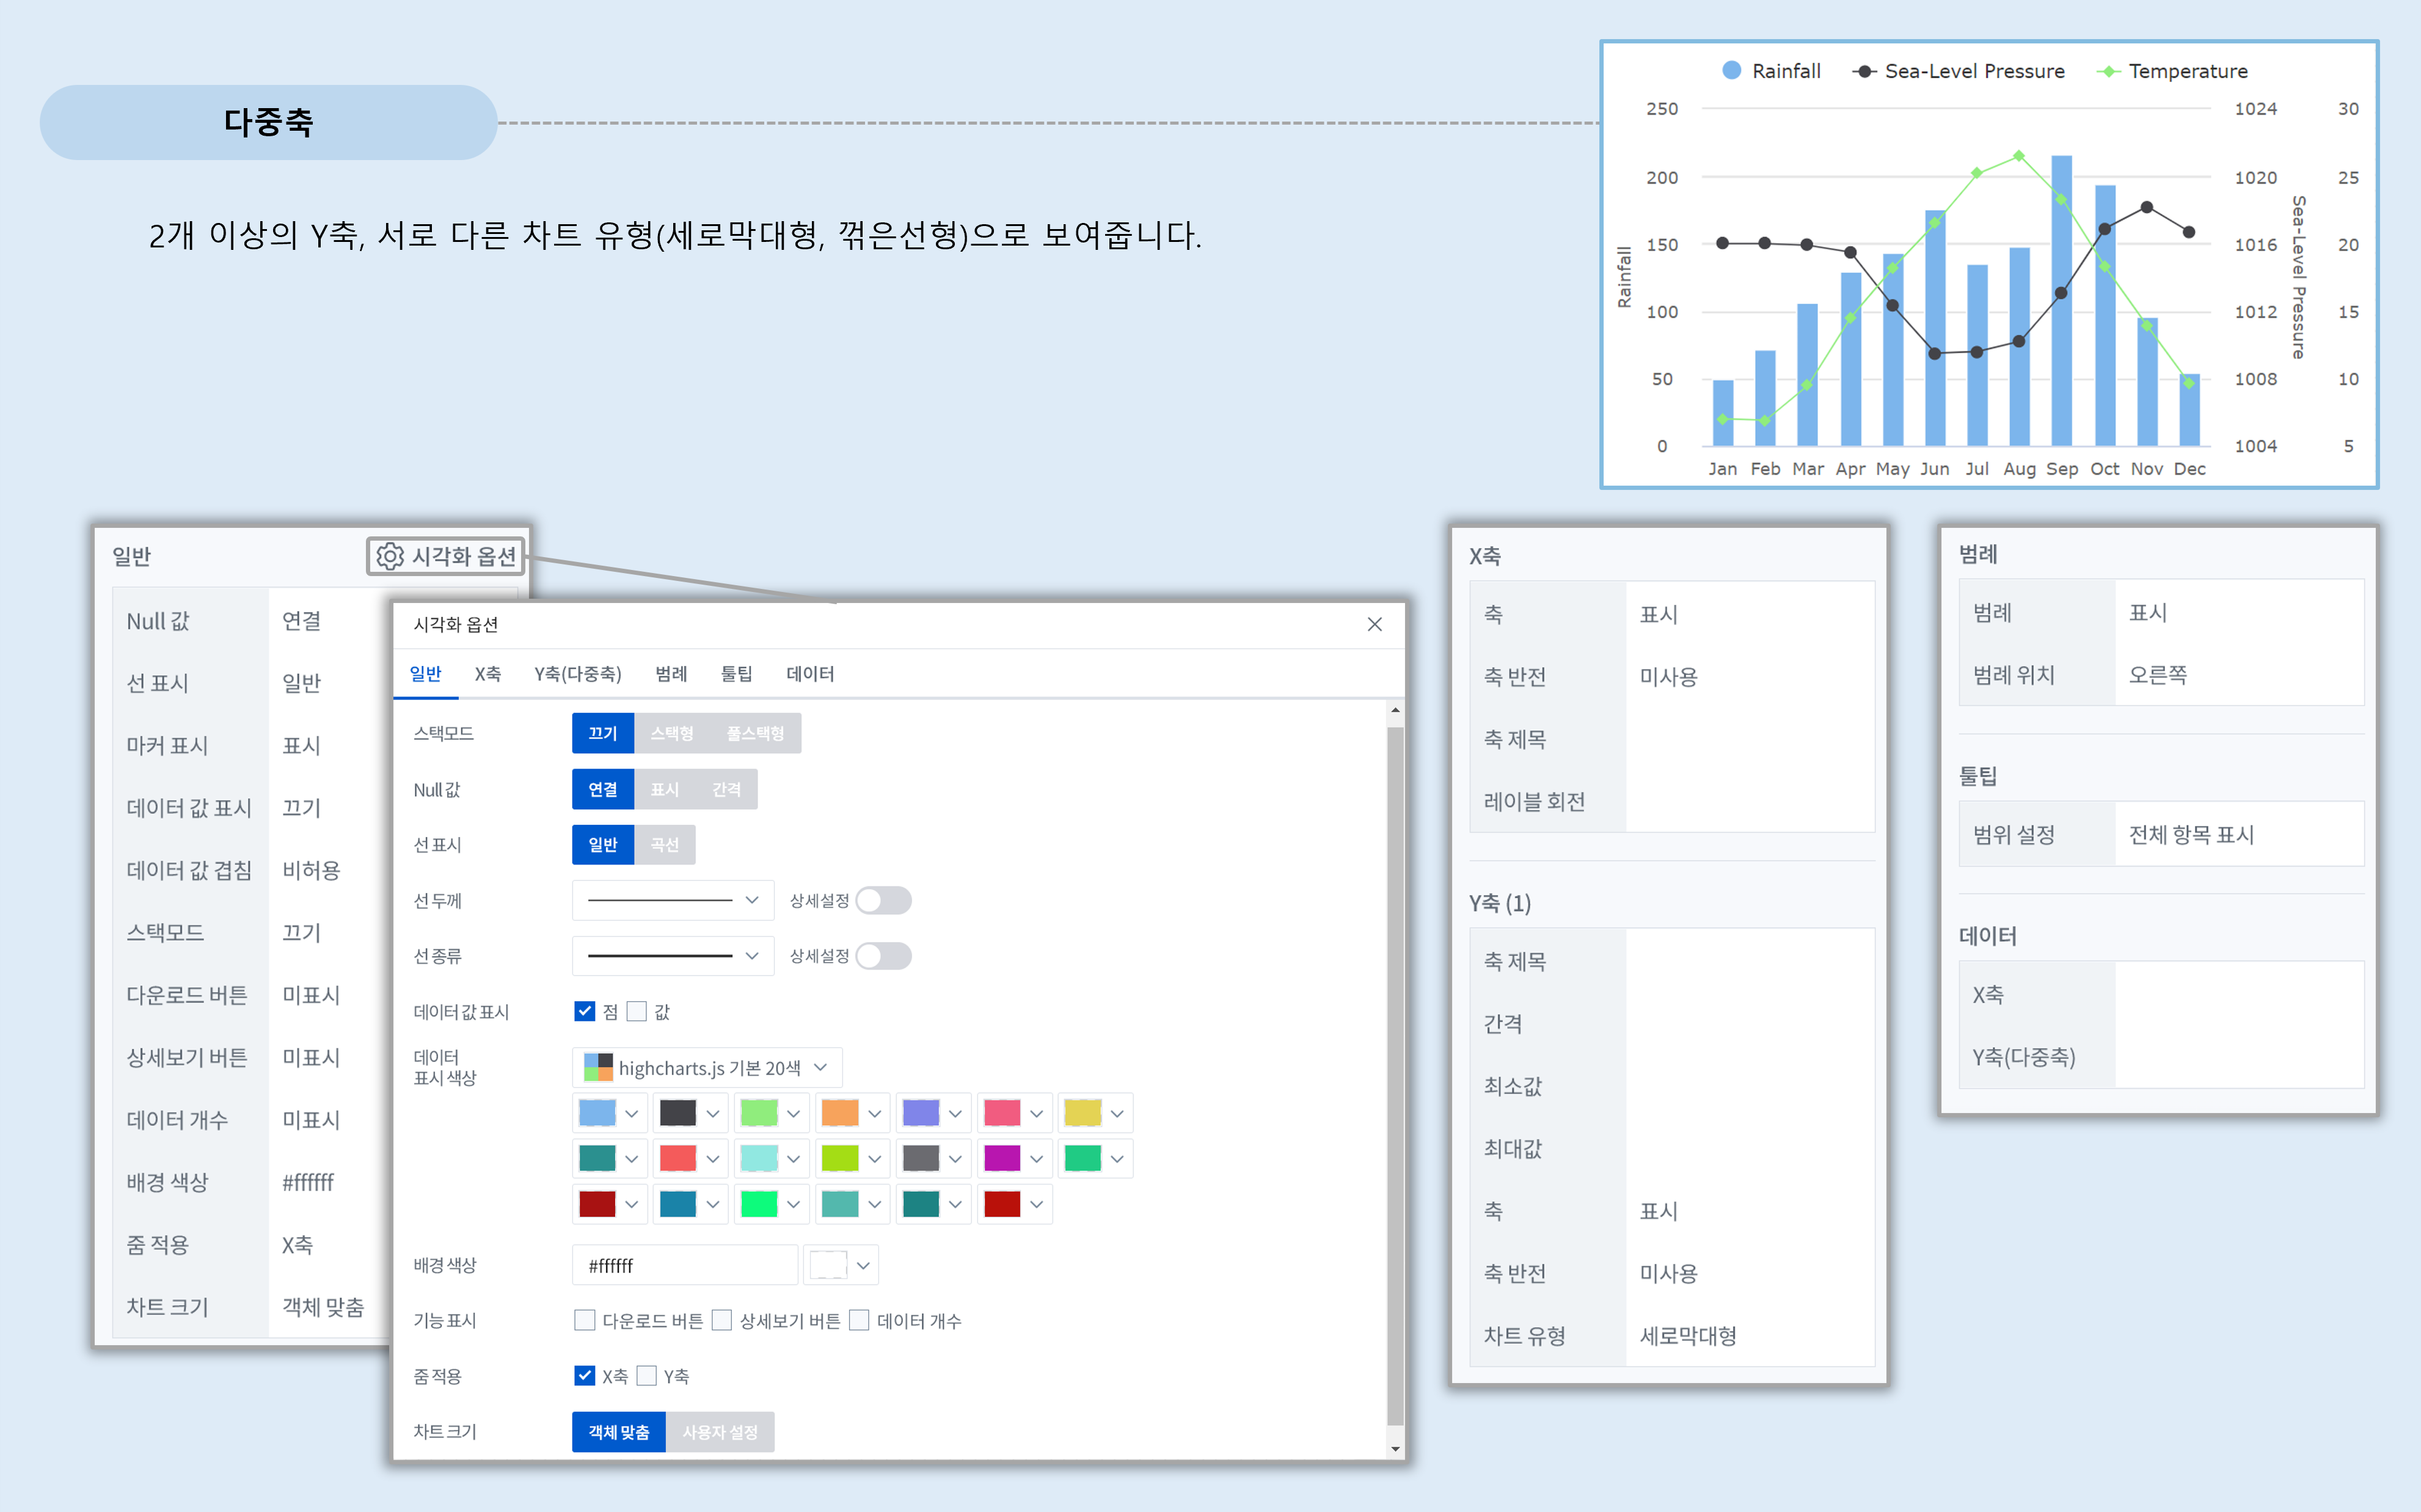 다중축
2개 이상의 Y축, 서로 다른 차트 유형(세로막대형, 꺾은선형)으로 보여줍니다.
Rainfall Sea-Level Pressure Temperature
250 1024 30
200 1020 25
150 1016 20
100 1012 15
50 1008 10
0 1004 5
Rainfall
Sea-Level Pressure
Jan Feb Mar Apr May Jun Jul Aug Sep Oct Nov Dec
일반 시각화 옵션
Null 값 연결
선 표시 일반
마커 표시 표시
데이터 값 표시 끄기
데이터 값 겹침 비허용
스택모드 끄기
다운로드 버튼 미표시
상세보기 버튼 미표시
데이터 개수 미표시
배경 색상 #ffffff
줌 적용 X축
차트 크기 객체 맞춤
시각화 옵션
일반 X축 Y축(다중축) 범례 툴팁 데이터
스택모드 끄기 스택형 풀스택형
Null 값 연결 표시 간격
선 표시 일반 곡선
선 두께 상세설정
선 종류 상세설정
데이터 값 표시 점 값
데이터
표시 색상
highcharts.js 기본 20색
배경 색상 #ffffff
기능 표시 다운로드 버튼 상세보기 버튼 데이터 개수
줌 적용 X축 Y축
차트 크기 객체 맞춤 사용자 설정
X축
축 표시
축 반전 미사용
축 제목
레이블 회전
Y축 (1)
축 제목
간격
최소값
최대값
축 표시
축 반전 미사용
차트 유형 세로막대형
범례
범례 표시
범례 위치 오른쪽
툴팁
범위 설정 전체 항목 표시
데이터
X축
Y축(다중축)